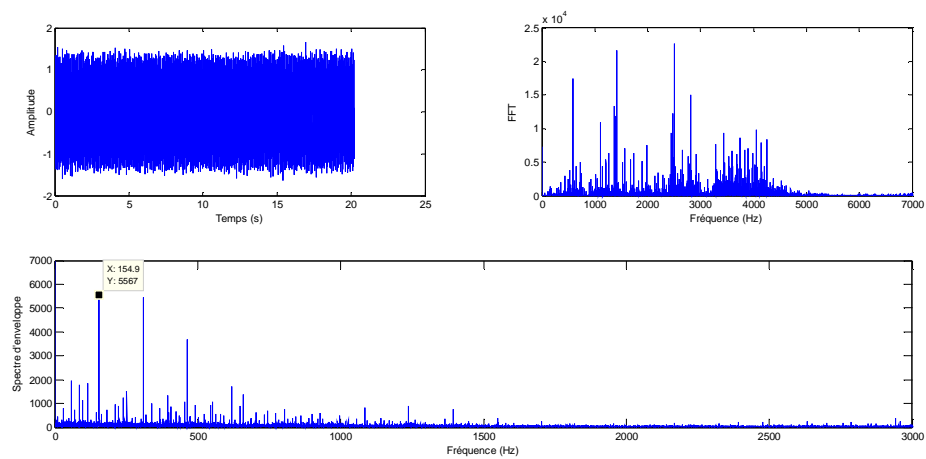 2
1
0
-1
-2
Amplitude
0 5 10 15 20 25
Temps (s)
x 10^4
2.5
2
1.5
1
0.5
0
FFT
0 1000 2000 3000 4000 5000 6000 7000
Fréquence (Hz)
7000
6000
5000
4000
3000
2000
1000
0
Spectre d'enveloppe
X: 154.9
Y: 5567
0 500 1000 1500 2000 2500 3000
Fréquence (Hz)